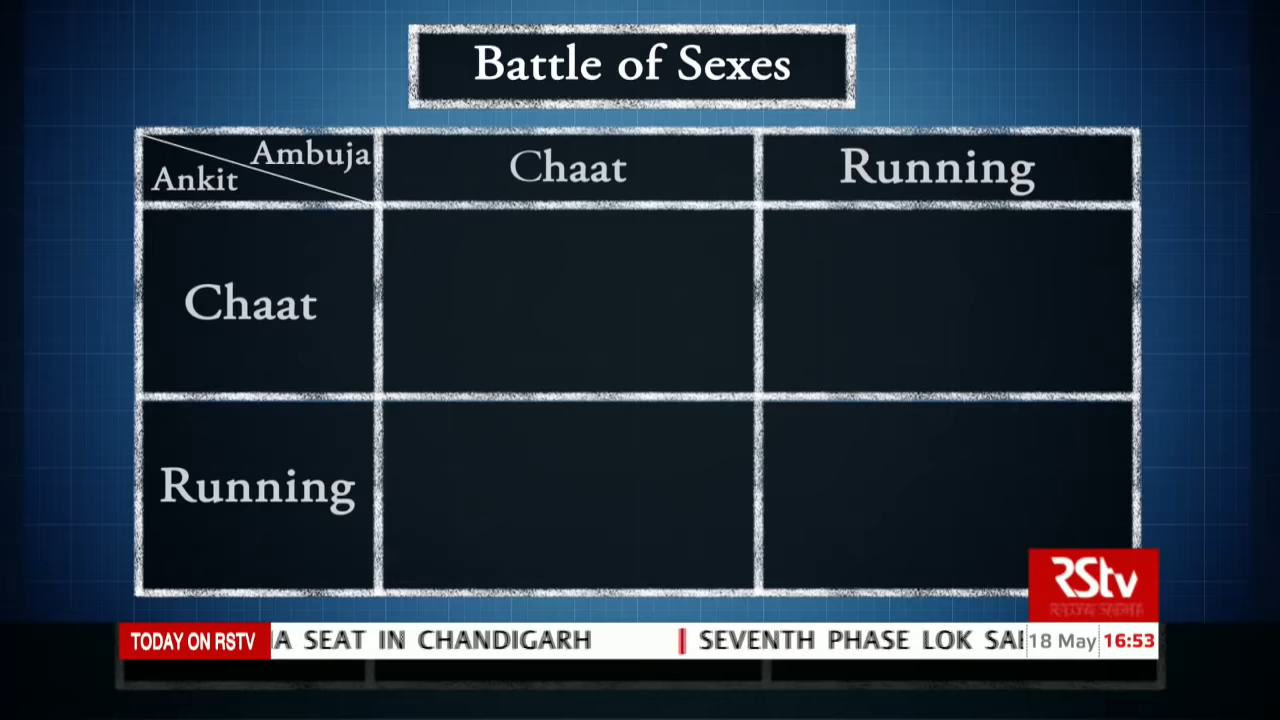 Battle of Sexes
Ambuja
Ankit
Chaat
Running
Chaat
Running
RStv
TODAY ON RSTV
A SEAT IN CHANDIGARH
SEVENTH PHASE LOK SA
18 May
16:53